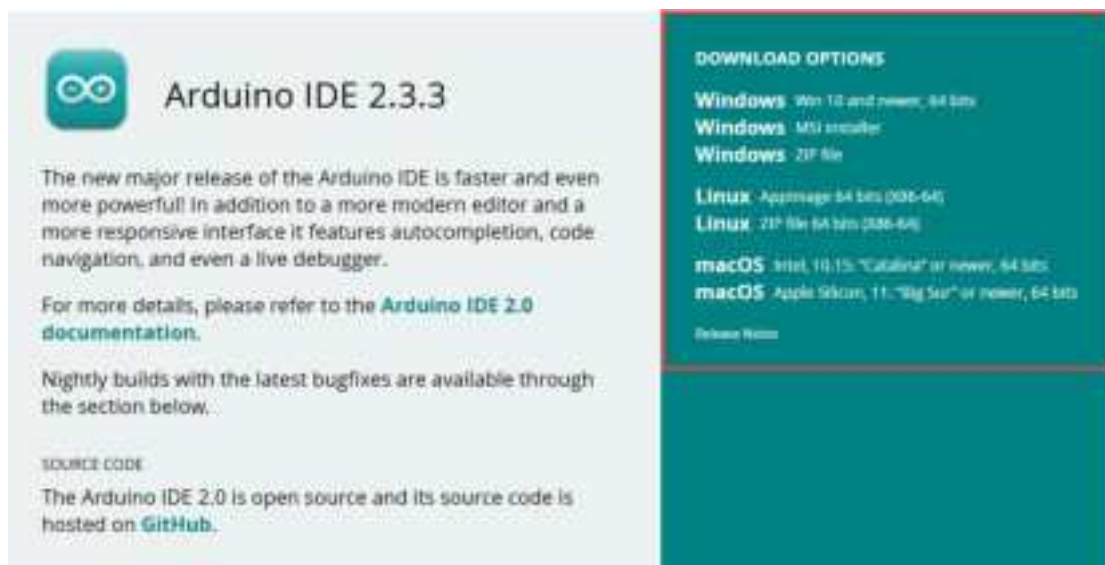 Arduino IDE 2.3.3
The new major release of the Arduino IDE is faster and even
more powerful! In addition to a more modern editor and a
more responsive interface it features autocompletion, code
navigation, and even a live debugger.
For more details, please refer to the Arduino IDE 2.0
documentation.
Nightly builds with the latest bugfixes are available through
the section below.
SOURCE CODE
The Arduino IDE 2.0 is open source and its source code is
hosted on GitHub.
DOWNLOAD OPTIONS
Windows Win 10 and newer, 64 bits
Windows MSI installer
Windows ZIP file
Linux AppImage 64 bits (X86-64)
Linux ZIP file 64 bits (X86-64)
macOS Intel, 10.15: "Catalina" or newer, 64 bits
macOS Apple Silicon, 11: "Big Sur" or newer, 64 bits
Release Notes